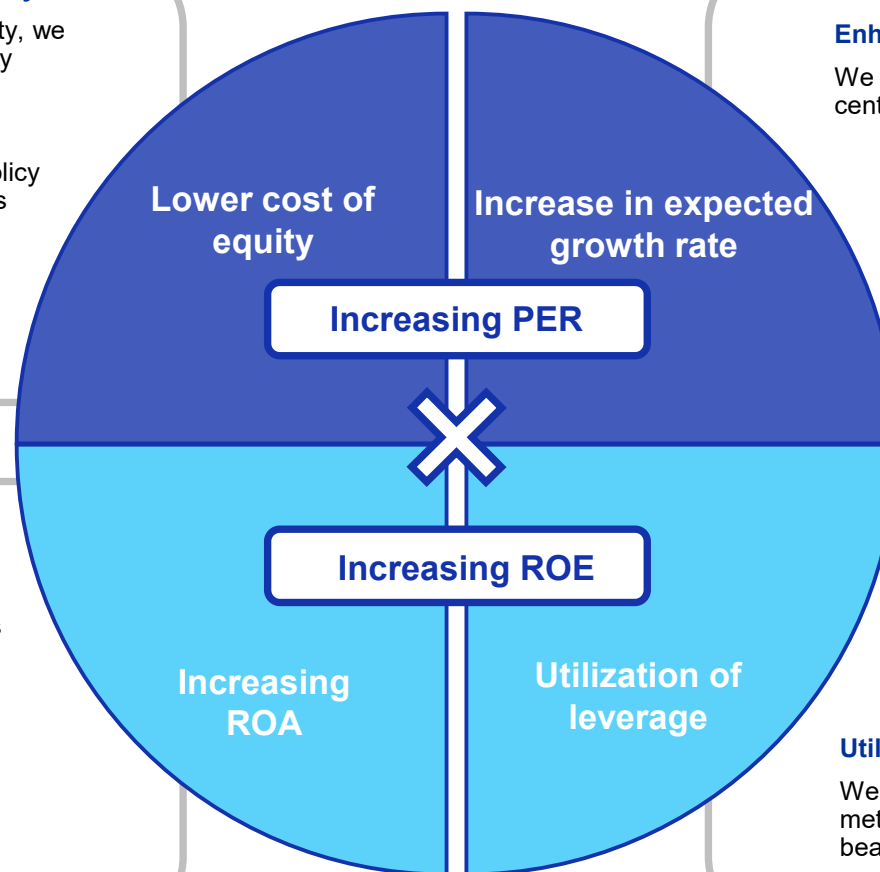 ty, we
y
licy
s
Lower cost of
equity
Increase in expected
growth rate
Increasing PER
Increasing ROE
Increasing
ROA
Utilization of
leverage
Enh
We
cent
Util
We
met
bea